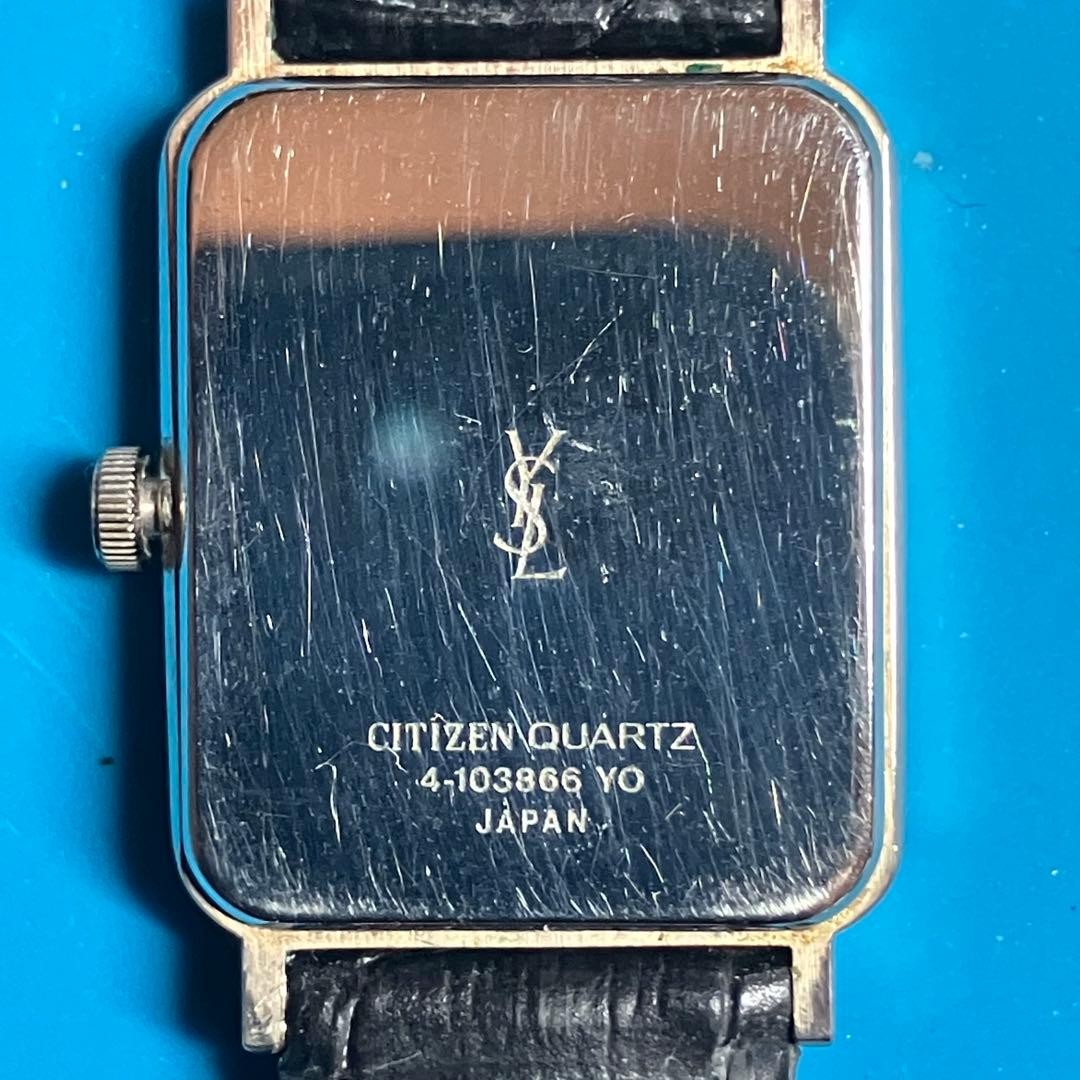 YSL
CITIZEN QUARTZ
4-103866 YO
JAPAN